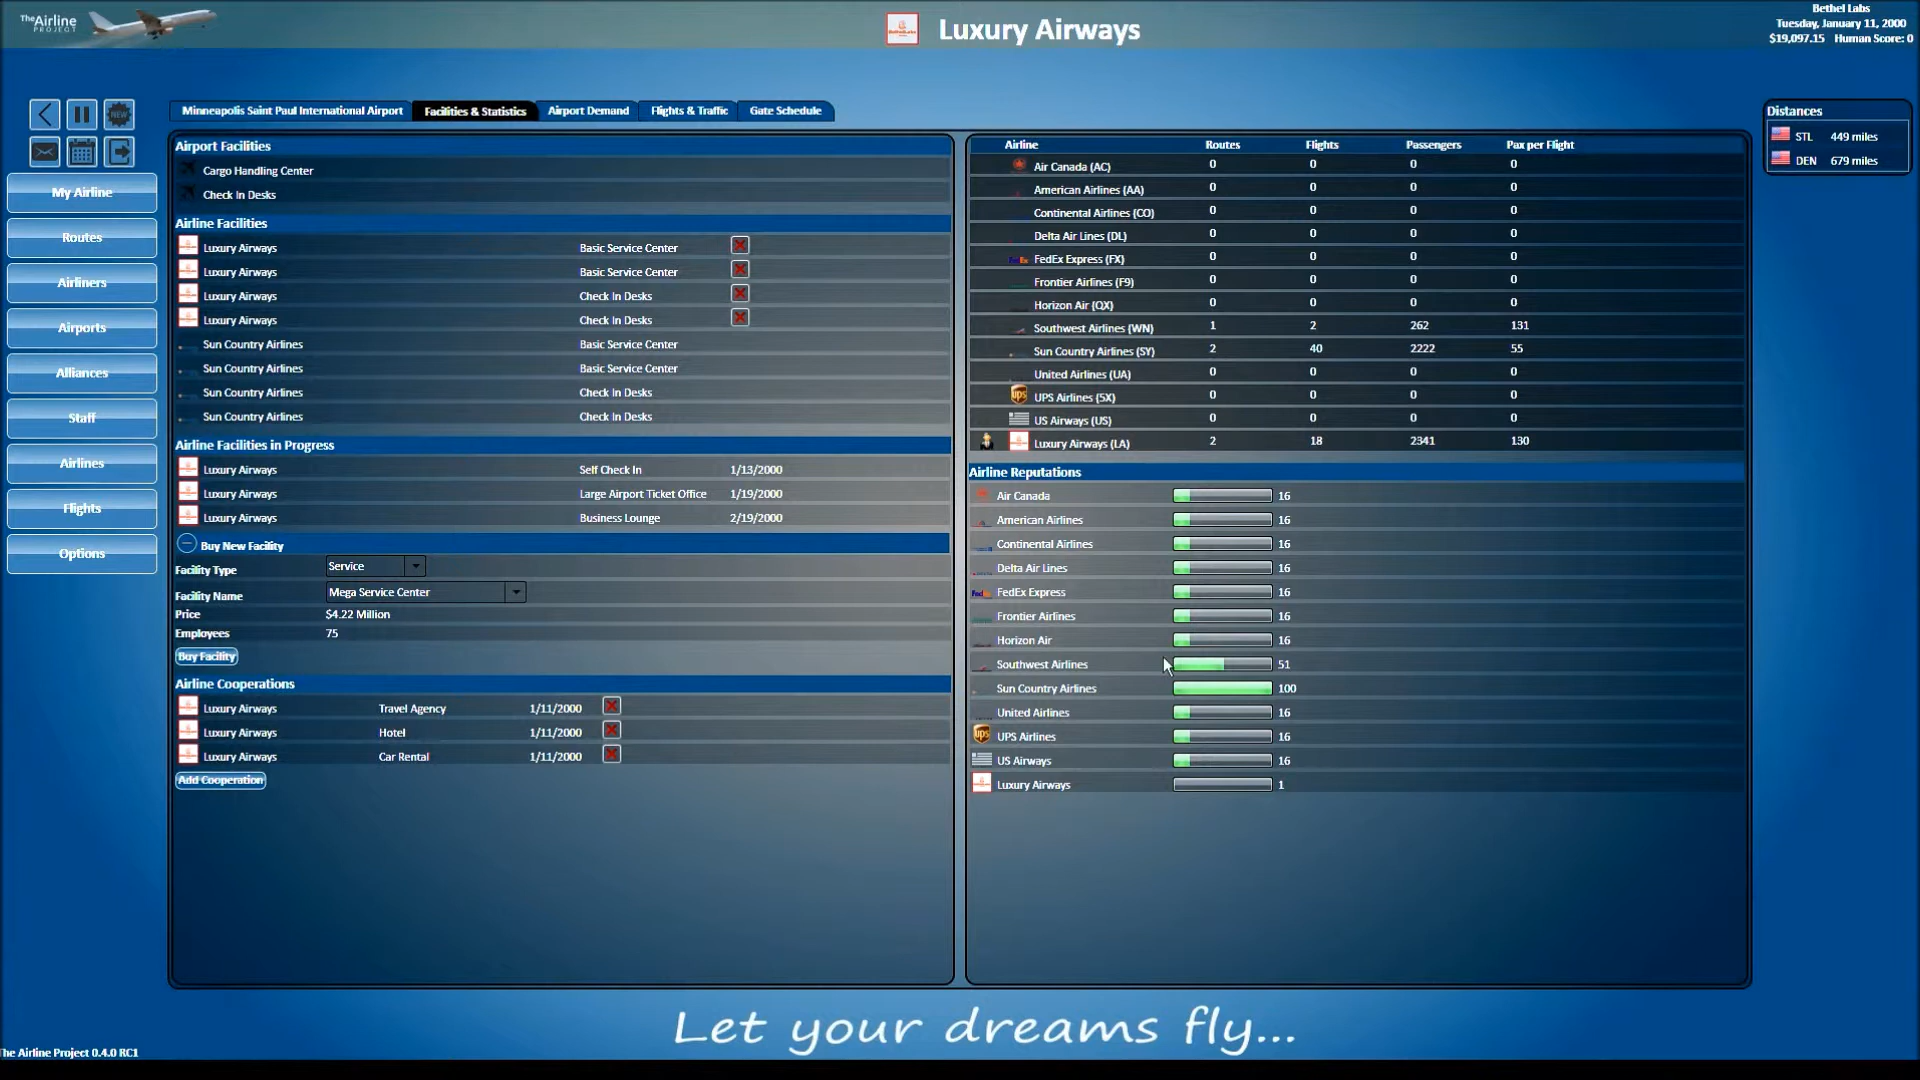 The Airline
PROJECT
Luxury Airways
Bethel Labs
Tuesday, January 11, 2000
$19,097.15 Human Score: 0
NEW
My Airline
Routes
Airliners
Airports
Alliances
Staff
Airlines
Flights
Options
Minneapolis Saint Paul International Airport Facilities & Statistics Airport Demand Flights & Traffic Gate Schedule
Airport Facilities
Cargo Handling Center
Check In Desks
Airline Facilities
Luxury Airways Basic Service Center
Luxury Airways Basic Service Center
Luxury Airways Check In Desks
Luxury Airways Check In Desks
Sun Country Airlines Basic Service Center
Sun Country Airlines Basic Service Center
Sun Country Airlines Check In Desks
Sun Country Airlines Check In Desks
Airline Facilities in Progress
Luxury Airways Self Check In 1/13/2000
Luxury Airways Large Airport Ticket Office 1/19/2000
Luxury Airways Business Lounge 2/19/2000
Buy New Facility
Facility Type Service
Facility Name Mega Service Center
Price $4.22 Million
Employees 75
Buy Facility
Airline Cooperations
Luxury Airways Travel Agency 1/11/2000
Luxury Airways Hotel 1/11/2000
Luxury Airways Car Rental 1/11/2000
Add Cooperation
Airline Routes Flights Passengers Pax per Flight
Air Canada (AC) 0 0 0 0
American Airlines (AA) 0 0 0 0
Continental Airlines (CO) 0 0 0 0
Delta Air Lines (DL) 0 0 0 0
FedEx Express (FX) 0 0 0 0
Frontier Airlines (F9) 0 0 0 0
Horizon Air (QX) 0 0 0 0
Southwest Airlines (WN) 1 2 262 131
Sun Country Airlines (SY) 2 40 2222 55
United Airlines (UA) 0 0 0 0
UPS Airlines (5X) 0 0 0 0
US Airways (US) 0 0 0 0
Luxury Airways (LA) 2 18 2341 130
Airline Reputations
Air Canada 16
American Airlines 16
Continental Airlines 16
Delta Air Lines 16
FedEx Express 16
Frontier Airlines 16
Horizon Air 16
Southwest Airlines 51
Sun Country Airlines 100
United Airlines 16
UPS Airlines 16
US Airways 16
Luxury Airways 1
Distances
STL 449 miles
DEN 679 miles
Let your dreams fly...
The Airline Project 0.4.0 RC1